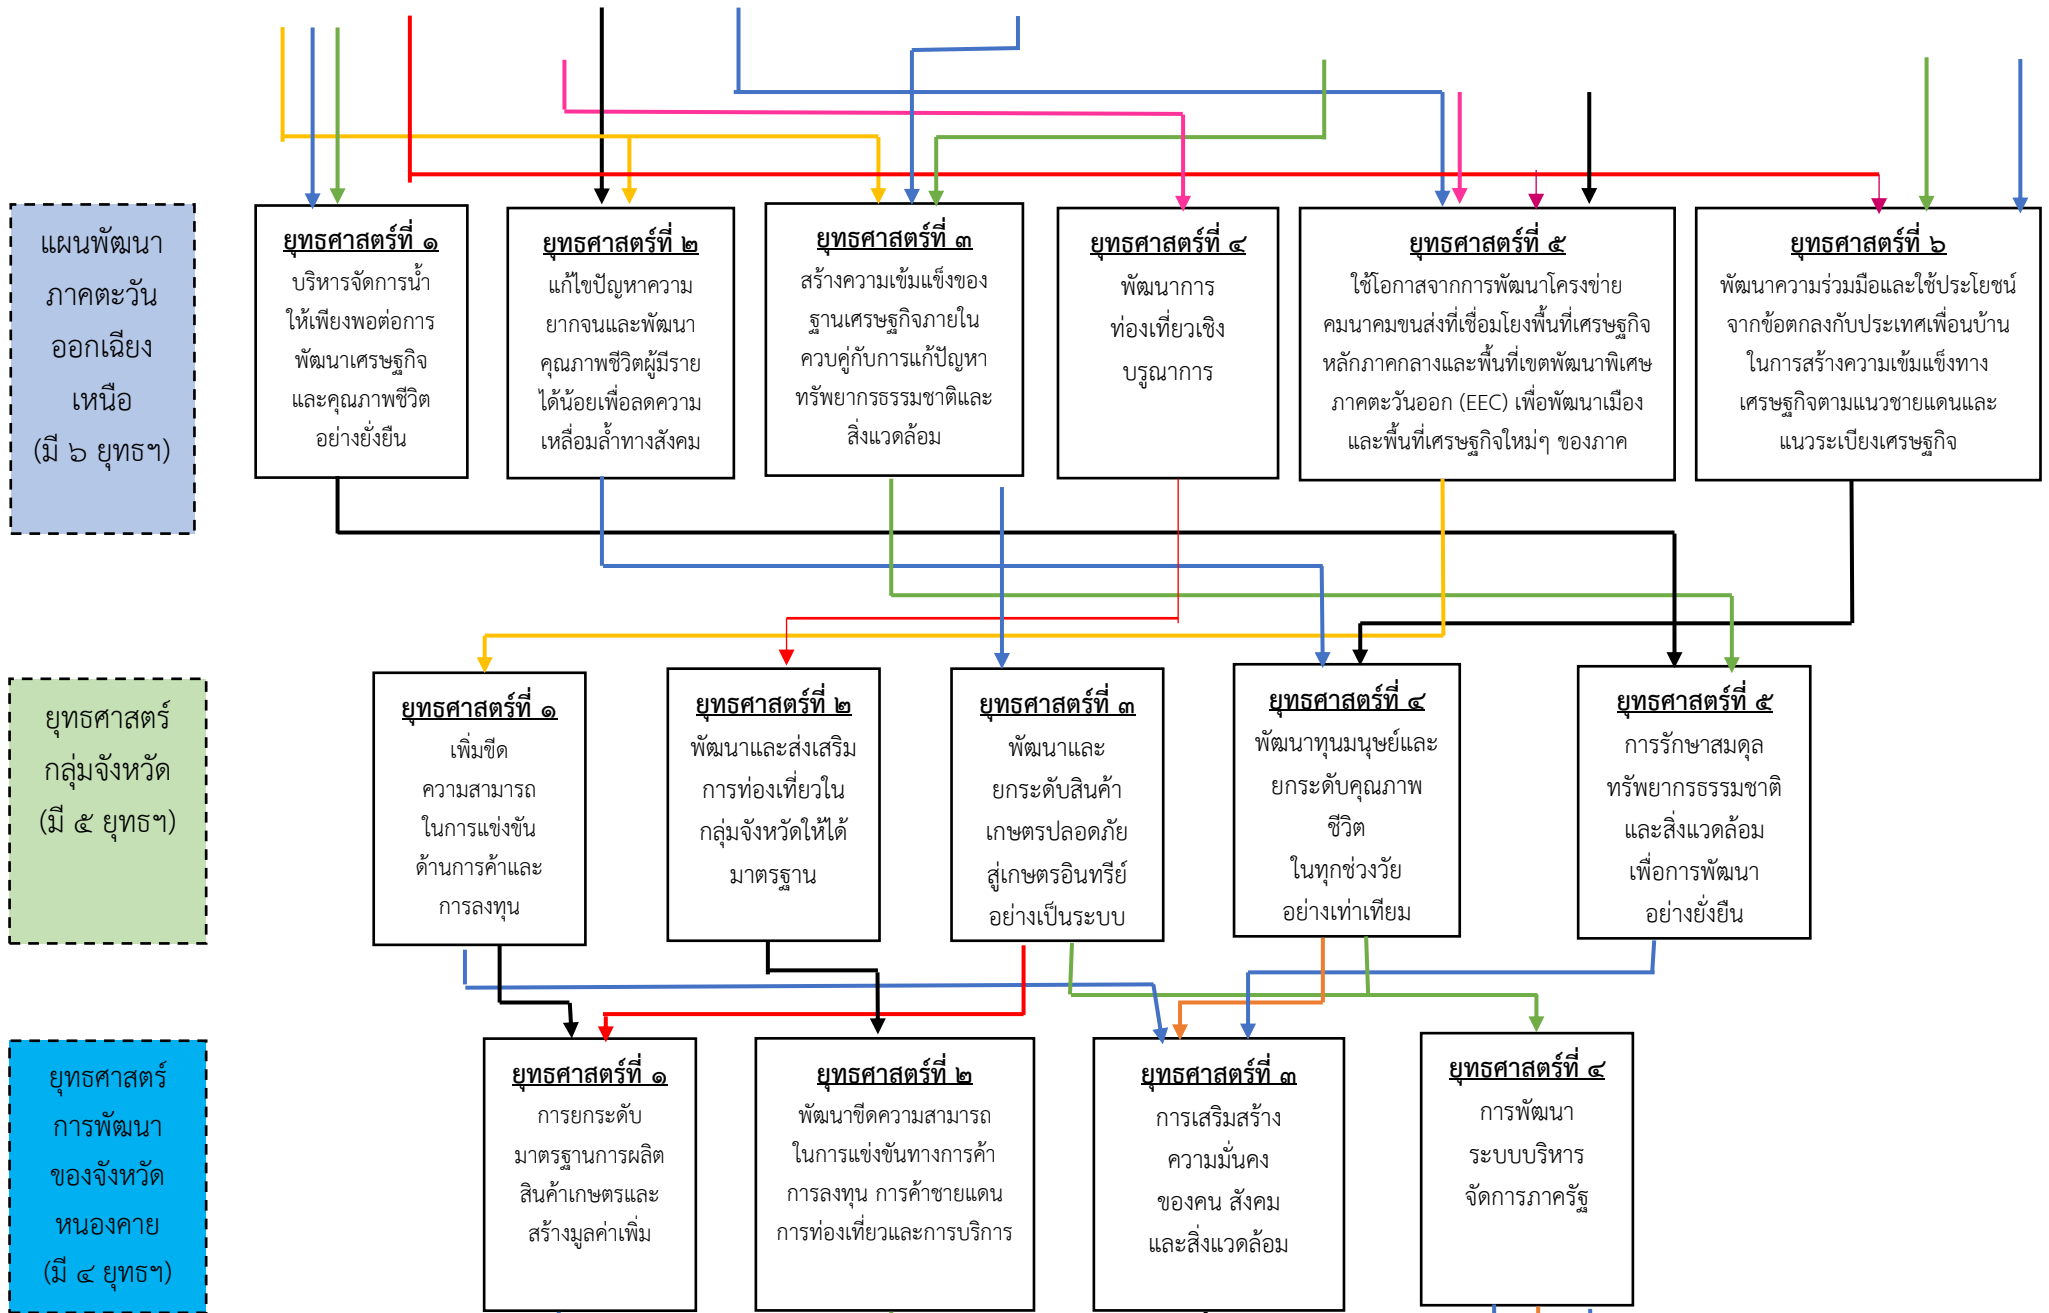 แผนพัฒนา
ภาคตะวัน
ออกเฉียง
เหนือ
(มี ๖ ยุทธฯ)
ยุทธศาสตร์ที่ ๑
บริหารจัดการน้ำ
ให้เพียงพอต่อการ
พัฒนาเศรษฐกิจ
และคุณภาพชีวิต
อย่างยั่งยืน
ยุทธศาสตร์ที่ ๒
แก้ไขปัญหาความ
ยากจนและพัฒนา
คุณภาพชีวิตผู้มีราย
ได้น้อยเพื่อลดความ
เหลื่อมล้ำทางสังคม
ยุทธศาสตร์ที่ ๓
สร้างความเข้มแข็งของ
ฐานเศรษฐกิจภายใน
ควบคู่กับการแก้ปัญหา
ทรัพยากรธรรมชาติและ
สิ่งแวดล้อม
ยุทธศาสตร์ที่ ๔
พัฒนาการ
ท่องเที่ยวเชิง
บรูณาการ
ยุทธศาสตร์ที่ ๕
ใช้โอกาสจากการพัฒนาโครงข่าย
คมนาคมขนส่งที่เชื่อมโยงพื้นที่เศรษฐกิจ
หลักภาคกลางและพื้นที่เขตพัฒนาพิเศษ
ภาคตะวันออก (EEC) เพื่อพัฒนาเมือง
และพื้นที่เศรษฐกิจใหม่ๆ ของภาค
ยุทธศาสตร์ที่ ๖
พัฒนาความร่วมมือและใช้ประโยชน์
จากข้อตกลงกับประเทศเพื่อนบ้าน
ในการสร้างความเข้มแข็งทาง
เศรษฐกิจตามแนวชายแดนและ
แนวระเบียงเศรษฐกิจ
ยุทธศาสตร์
กลุ่มจังหวัด
(มี ๕ ยุทธฯ)
ยุทธศาสตร์ที่ ๑
เพิ่มขีด
ความสามารถ
ในการแข่งขัน
ด้านการค้าและ
การลงทุน
ยุทธศาสตร์ที่ ๒
พัฒนาและส่งเสริม
การท่องเที่ยวใน
กลุ่มจังหวัดให้ได้
มาตรฐาน
ยุทธศาสตร์ที่ ๓
พัฒนาและ
ยกระดับสินค้า
เกษตรปลอดภัย
สู่เกษตรอินทรีย์
อย่างเป็นระบบ
ยุทธศาสตร์ที่ ๔
พัฒนาทุนมนุษย์และ
ยกระดับคุณภาพ
ชีวิต
ในทุกช่วงวัย
อย่างเท่าเทียม
ยุทธศาสตร์ที่ ๕
การรักษาสมดุล
ทรัพยากรธรรมชาติ
และสิ่งแวดล้อม
เพื่อการพัฒนา
อย่างยั่งยืน
ยุทธศาสตร์
การพัฒนา
ของจังหวัด
หนองคาย
(มี ๔ ยุทธฯ)
ยุทธศาสตร์ที่ ๑
การยกระดับ
มาตรฐานการผลิต
สินค้าเกษตรและ
สร้างมูลค่าเพิ่ม
ยุทธศาสตร์ที่ ๒
พัฒนาขีดความสามารถ
ในการแข่งขันทางการค้า
การลงทุน การค้าชายแดน
การท่องเที่ยวและการบริการ
ยุทธศาสตร์ที่ ๓
การเสริมสร้าง
ความมั่นคง
ของคน สังคม
และสิ่งแวดล้อม
ยุทธศาสตร์ที่ ๔
การพัฒนา
ระบบบริหาร
จัดการภาครัฐ